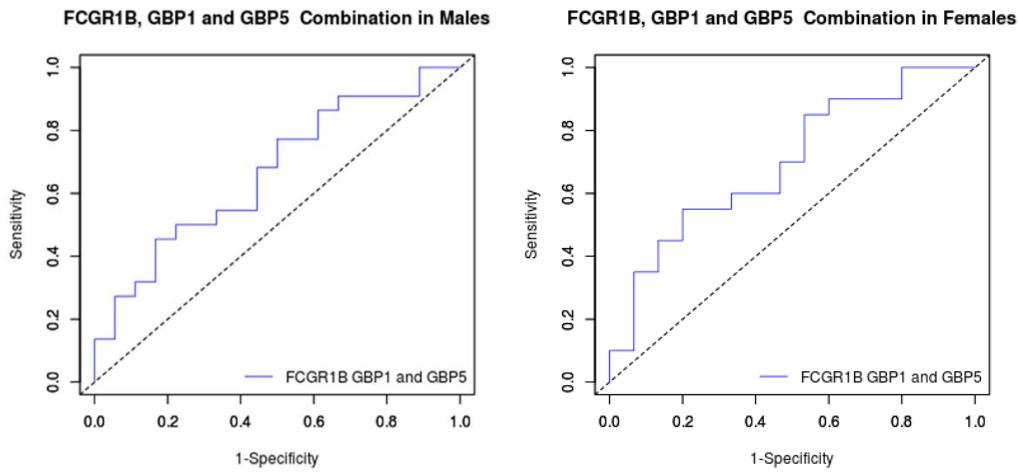 FCGR1B, GBP1 and GBP5 Combination in Males
1.0
0.8
0.6
0.4
0.2
0.0
Sensitivity
FCGR1B GBP1 and GBP5
0.0 0.2 0.4 0.6 0.8 1.0
1-Specificity
FCGR1B, GBP1 and GBP5 Combination in Females
1.0
0.8
0.6
0.4
0.2
0.0
Sensitivity
FCGR1B GBP1 and GBP5
0.0 0.2 0.4 0.6 0.8 1.0
1-Specificity